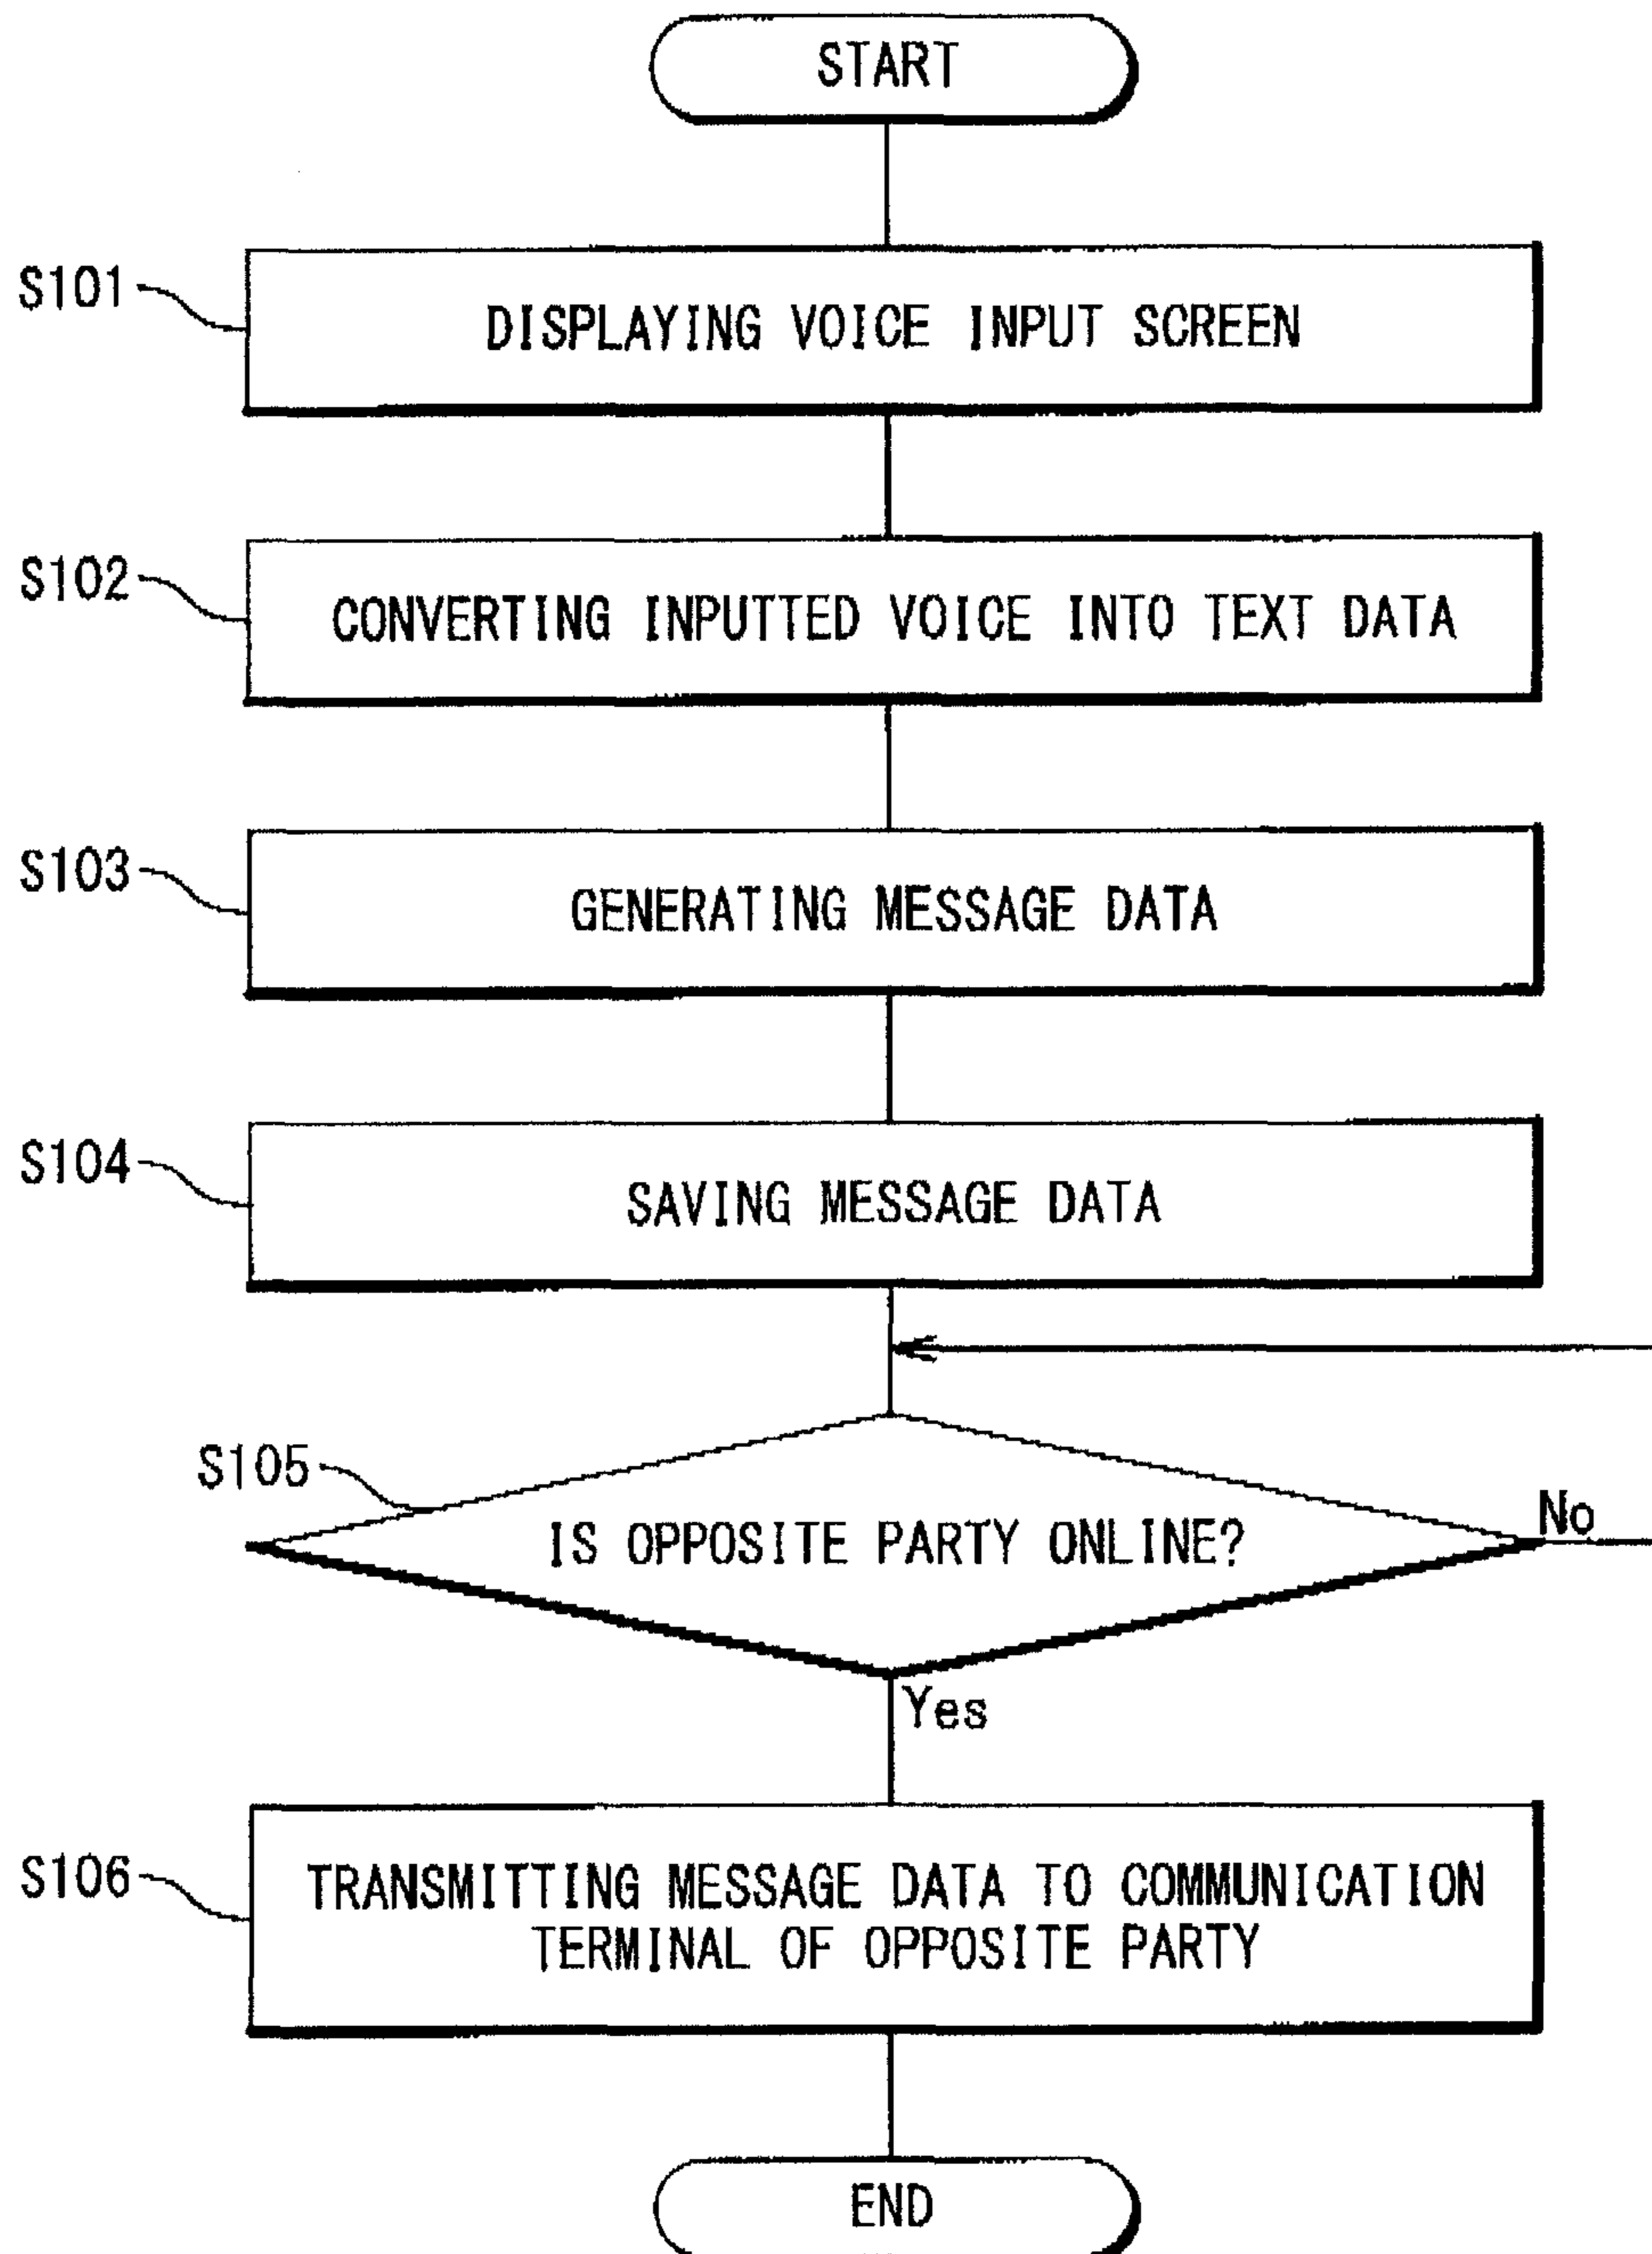 START
S101
DISPLAYING VOICE INPUT SCREEN
S102
CONVERTING INPUTTED VOICE INTO TEXT DATA
S103
GENERATING MESSAGE DATA
S104
SAVING MESSAGE DATA
S105
IS OPPOSITE PARTY ONLINE?
No
Yes
S106
TRANSMITTING MESSAGE DATA TO COMMUNICATION
TERMINAL OF OPPOSITE PARTY
END